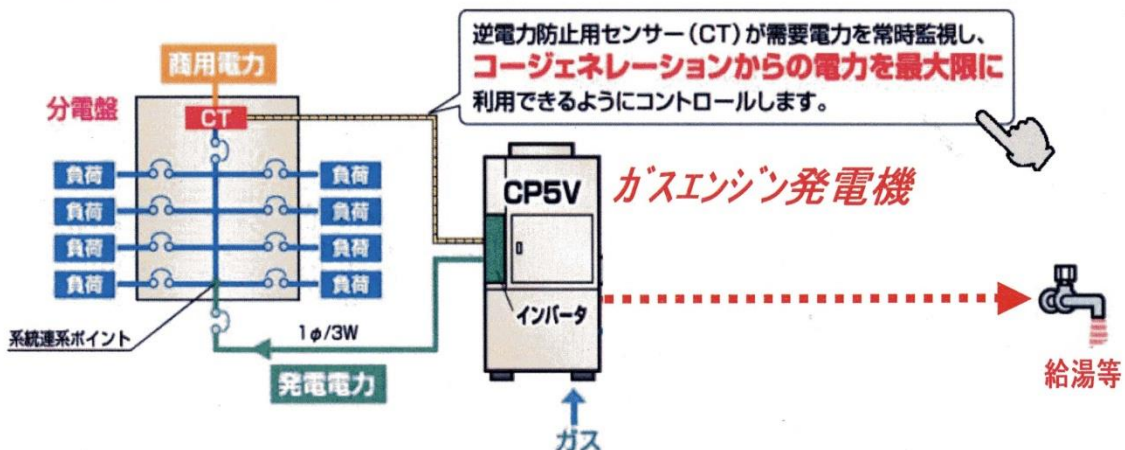 逆電力防止用センサー(CT)が需要電力を常時監視し、
コージェネレーションからの電力を最大限に
利用できるようにコントロールします。
商用電力
分電盤
CT
負荷 負荷
負荷 負荷
負荷 負荷
負荷 負荷
CP5V
ガスエンジン発電機
インバータ
系統連系ポイント
1φ/3W
発電電力
給湯等
ガス